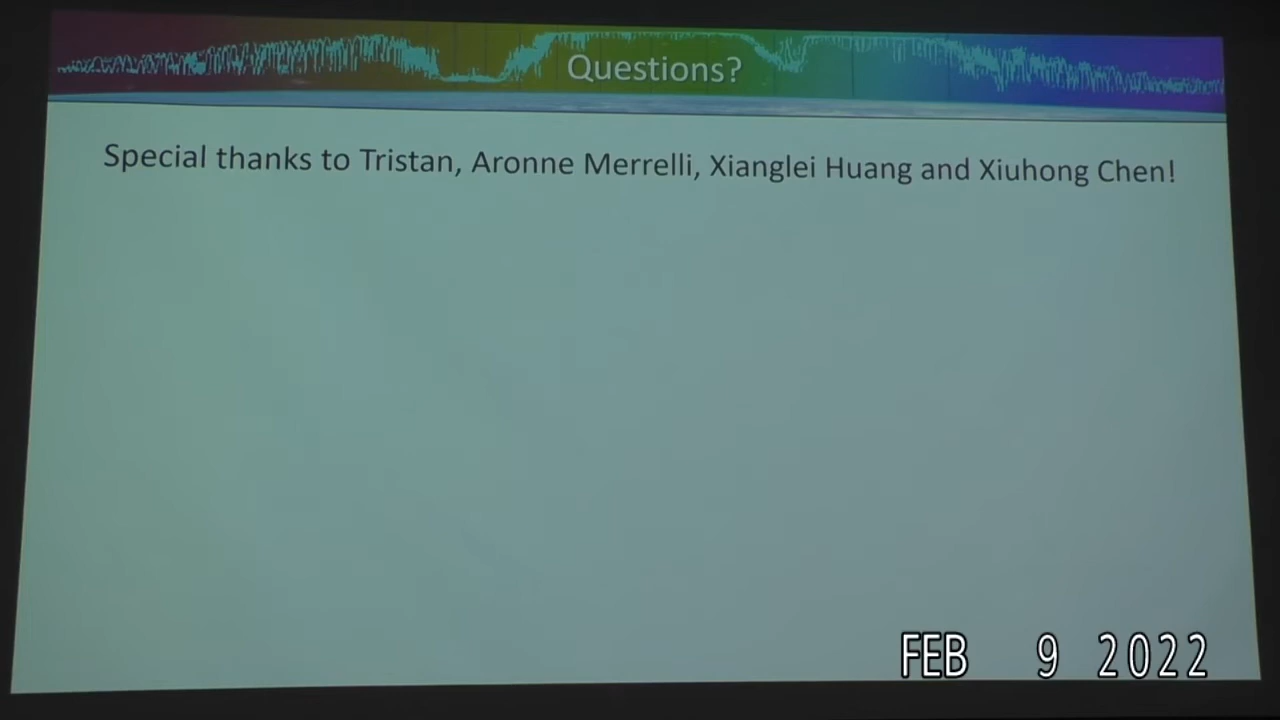 Questions?
Special thanks to Tristan, Aronne Merrelli, Xianglei Huang and Xiuhong Chen!
FEB 9 2022